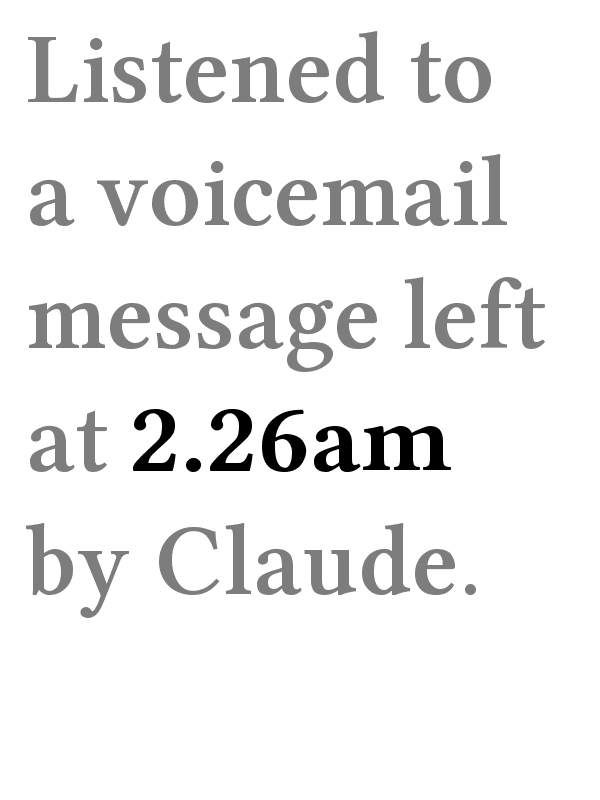 Listened to
a voicemail
message left
at 2.26am
by Claude.